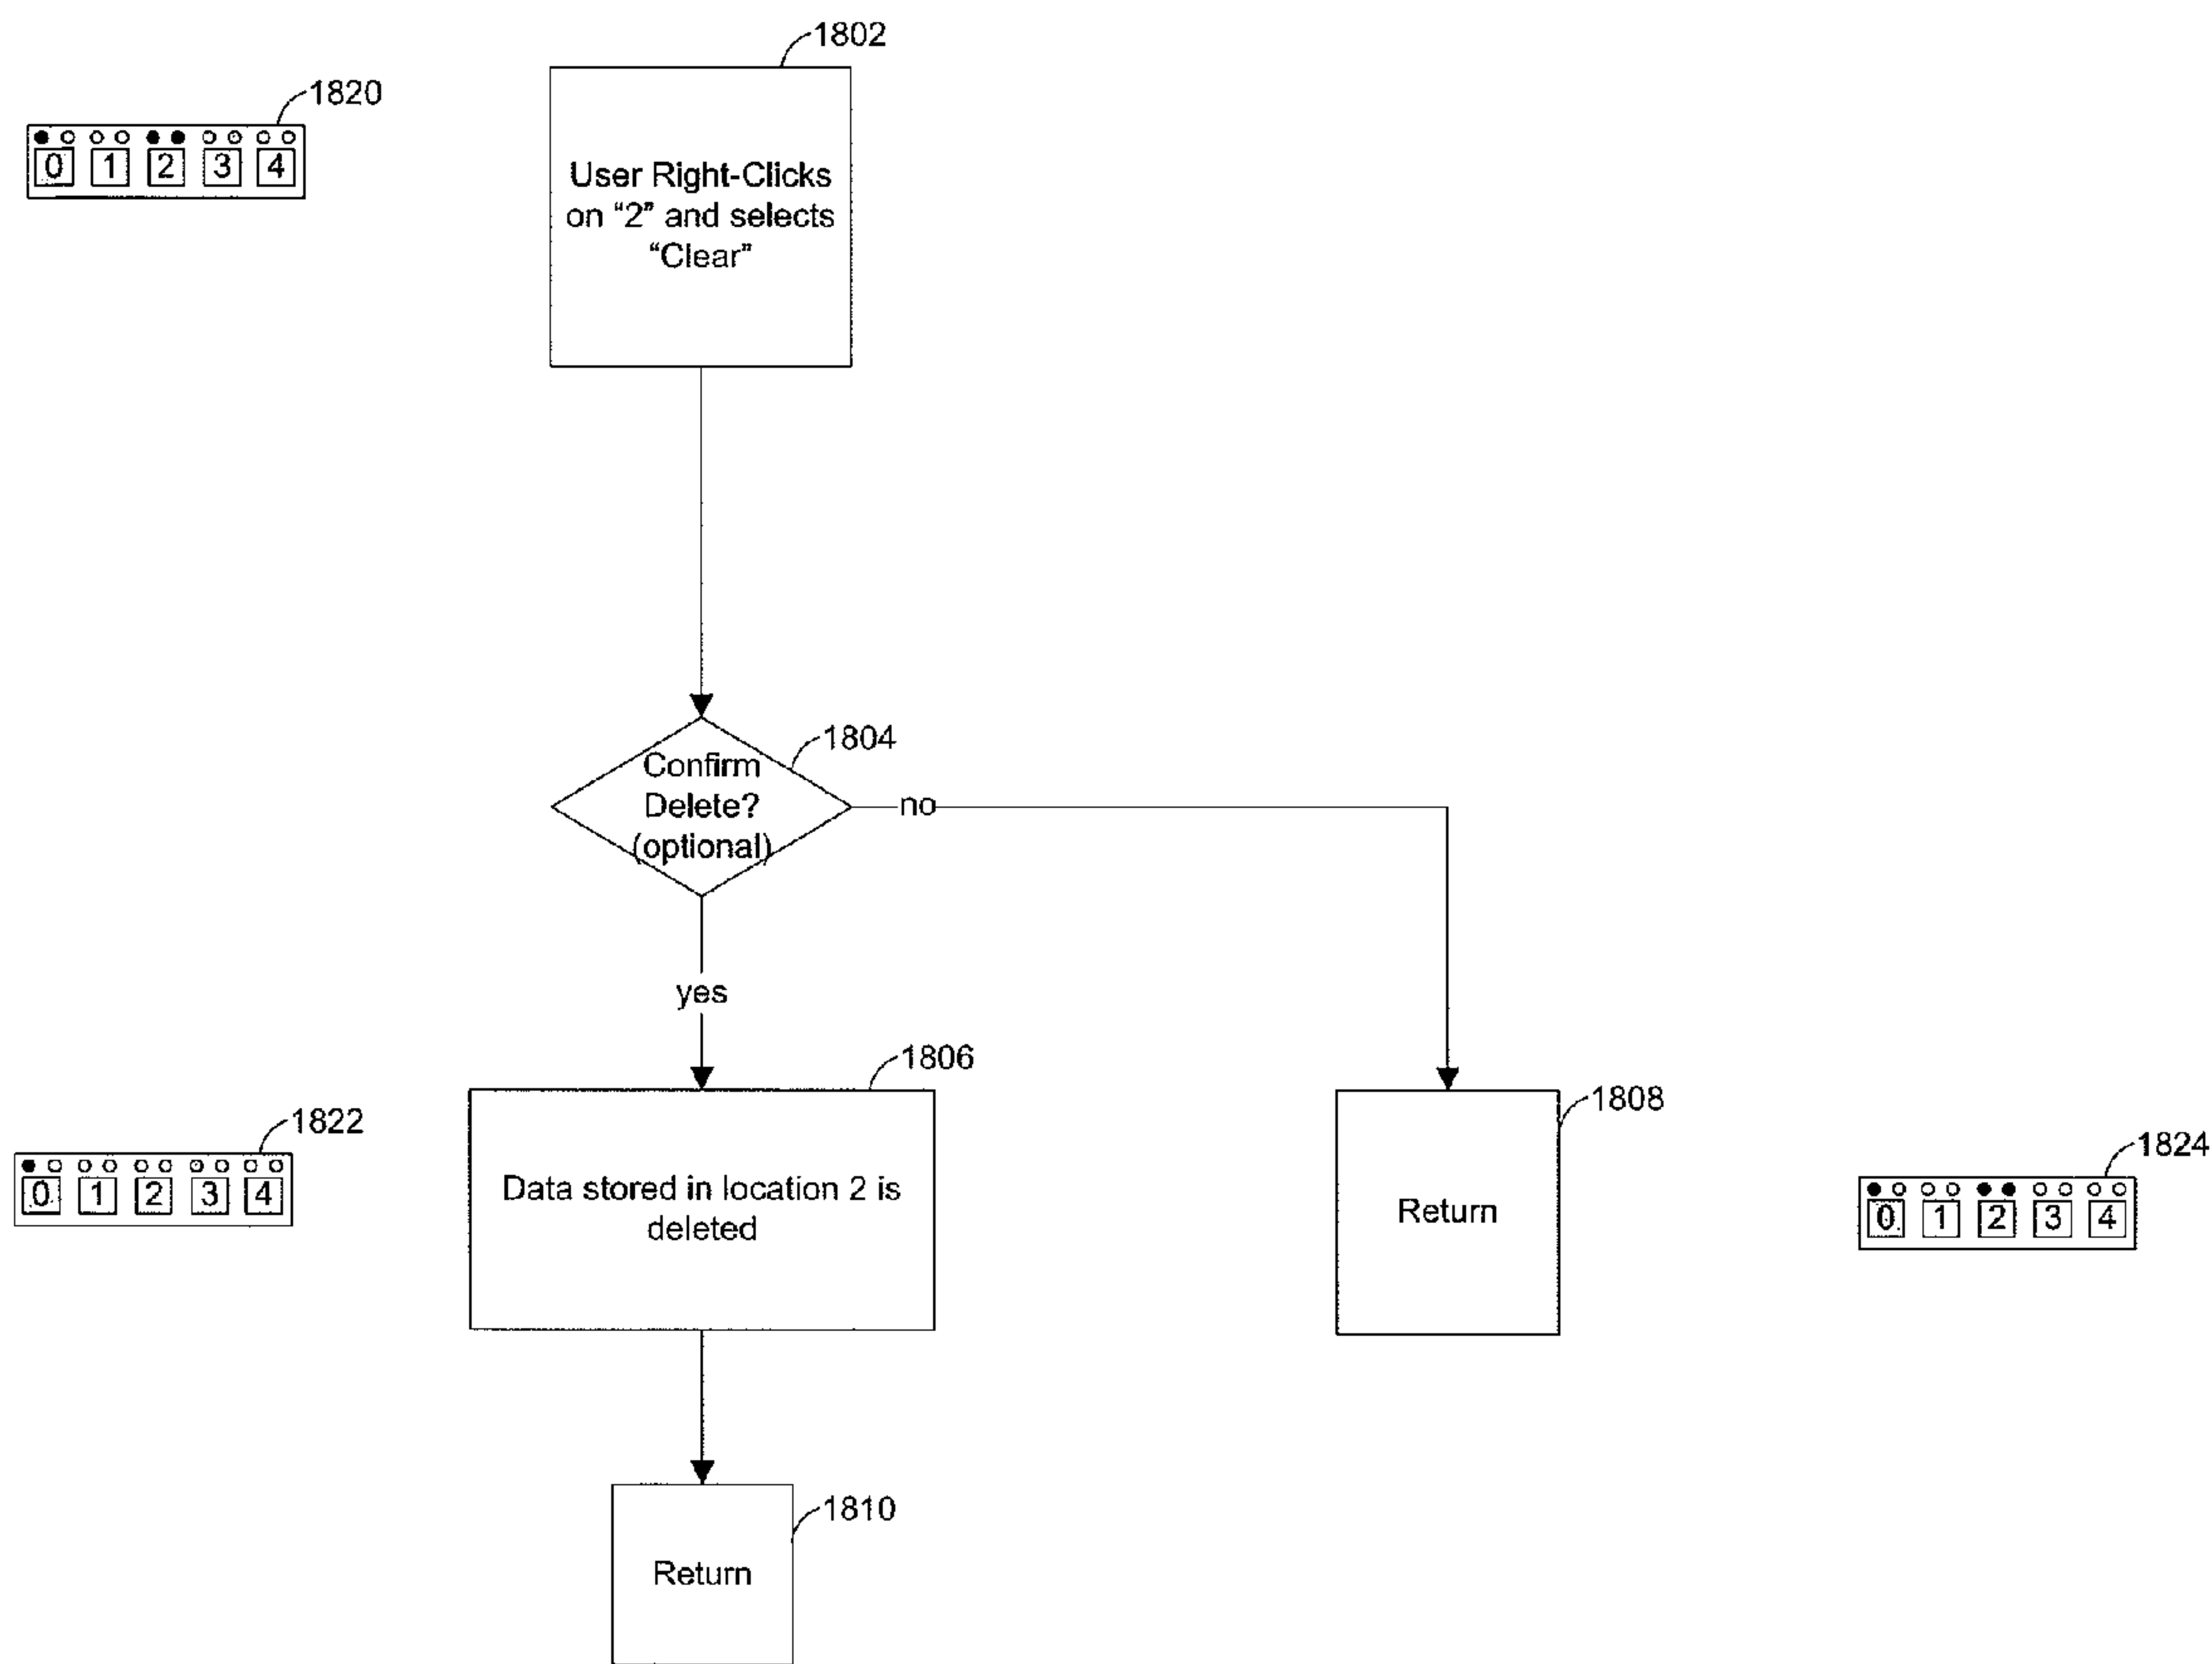 1802
1820
0 1 2 3 4
User Right-Clicks
on “2” and selects
“Clear”
1804
Confirm
Delete?
(optional)
no
yes
1806
1808
1822
0 1 2 3 4
Data stored in location 2 is
deleted
Return
1824
0 1 2 3 4
1810
Return